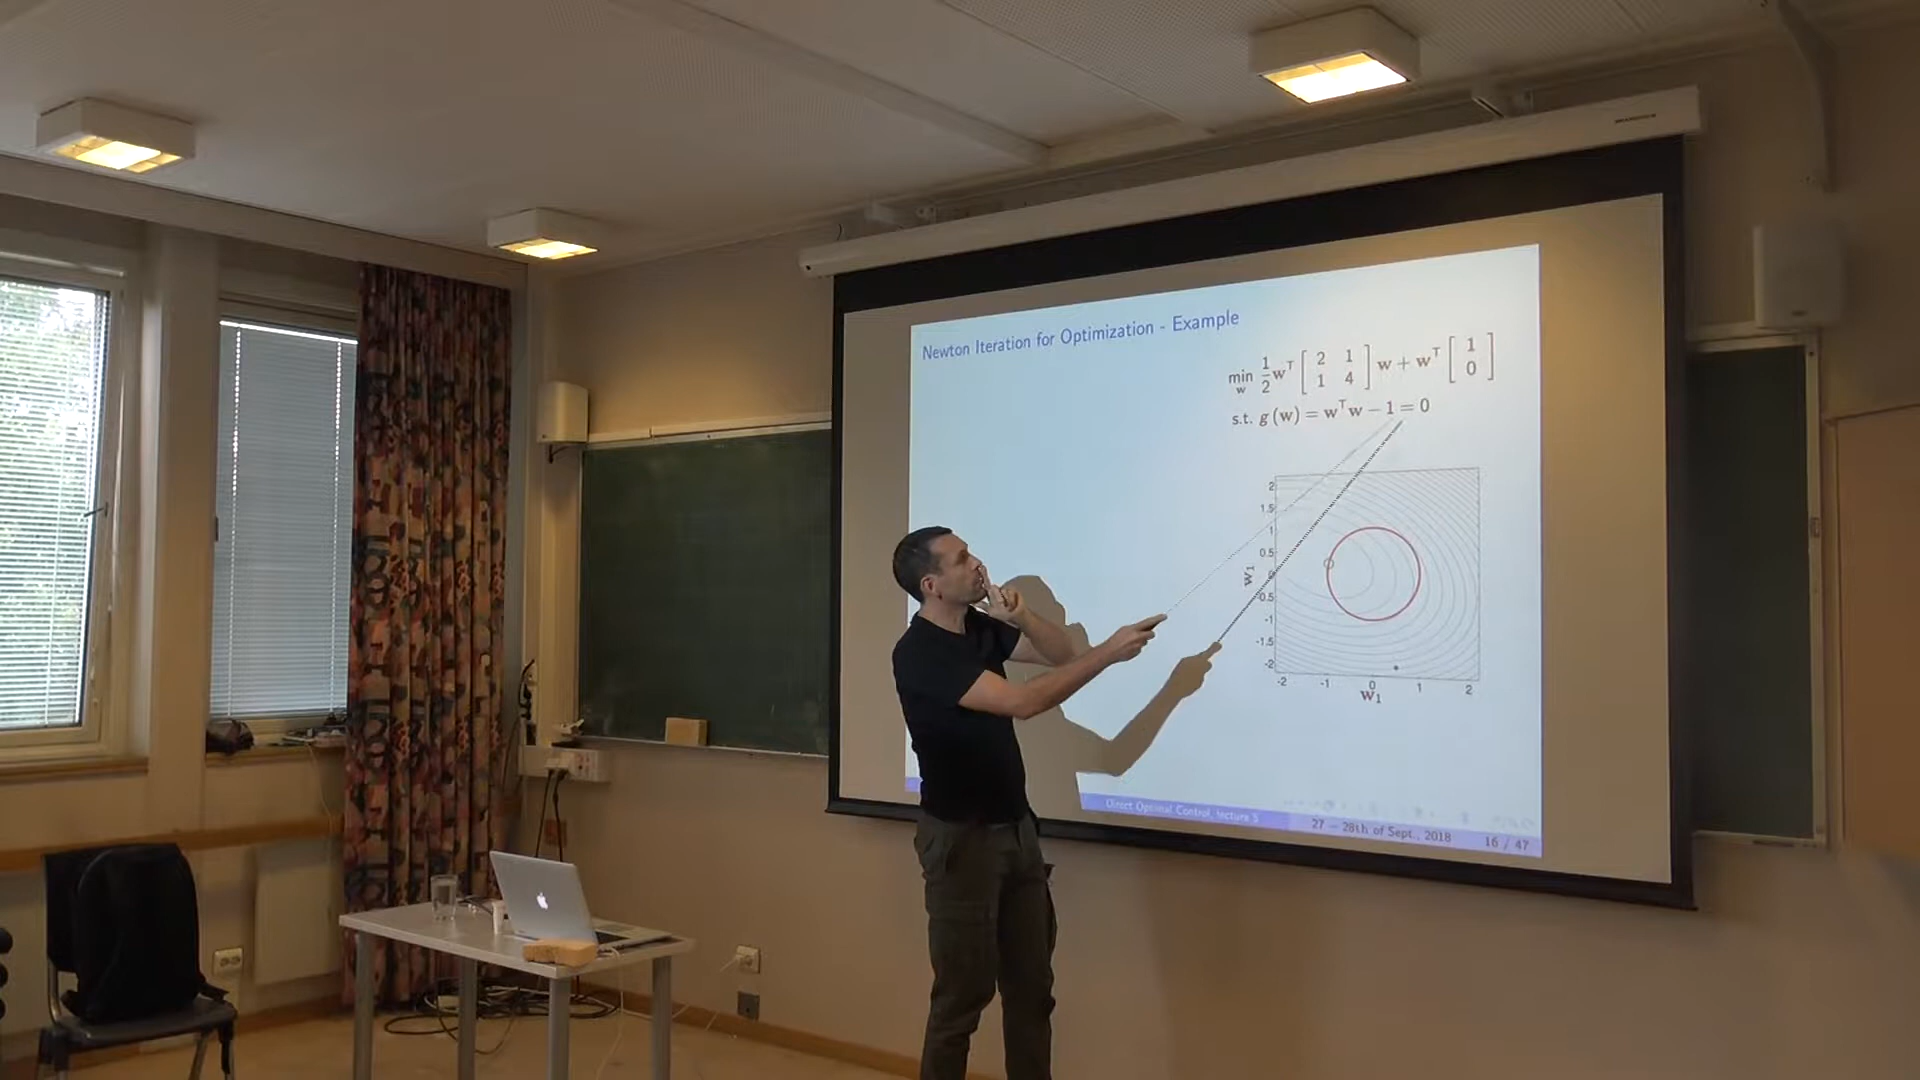 Newton Iteration for Optimization - Example
min w 1/2 wᵀ [ 2 1 ; 1 4 ] w + wᵀ [ 1 ; 0 ]
s.t. g (w) = wᵀw − 1 = 0
2
1.5
1
0.5
0
-0.5
-1
-1.5
-2
w₁
-2 -1 0 1 2
w₁
Direct Optimal Control, lecture 5
27 – 28th of Sept., 2018
16 / 47